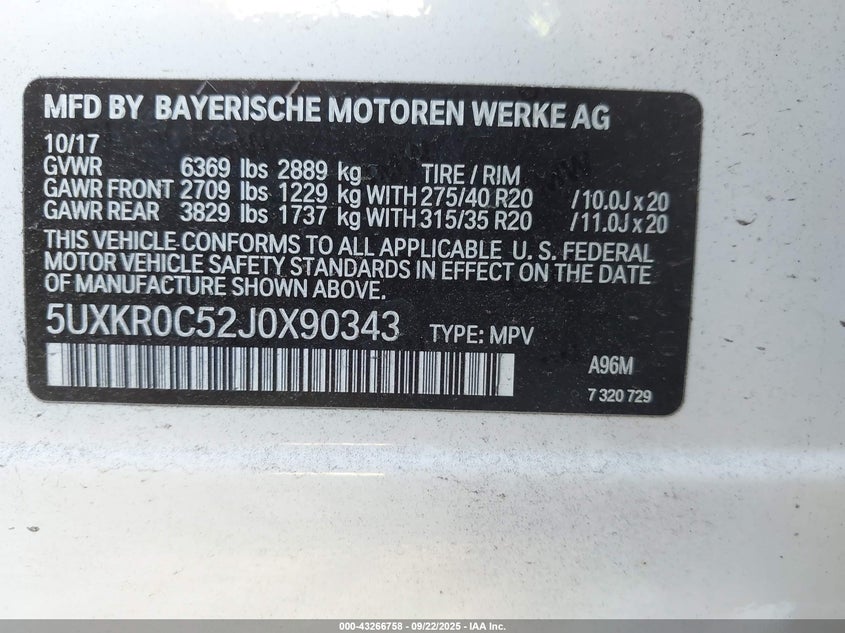 MFD BY BAYERISCHE MOTOREN WERKE AG
10/17
GVWR 6369 lbs 2889 kg TIRE / RIM
GAWR FRONT 2709 lbs 1229 kg WITH 275/40 R20 / 10.0J x 20
GAWR REAR 3829 lbs 1737 kg WITH 315/35 R20 / 11.0J x 20
THIS VEHICLE CONFORMS TO ALL APPLICABLE U. S. FEDERAL
MOTOR VEHICLE SAFETY STANDARDS IN EFFECT ON THE DATE
OF MANUFACTURE SHOWN ABOVE.
5UXKR0C52J0X90343 TYPE: MPV
A96M
7 320 729
000-43266758 - 09/22/2025 - IAA Inc.